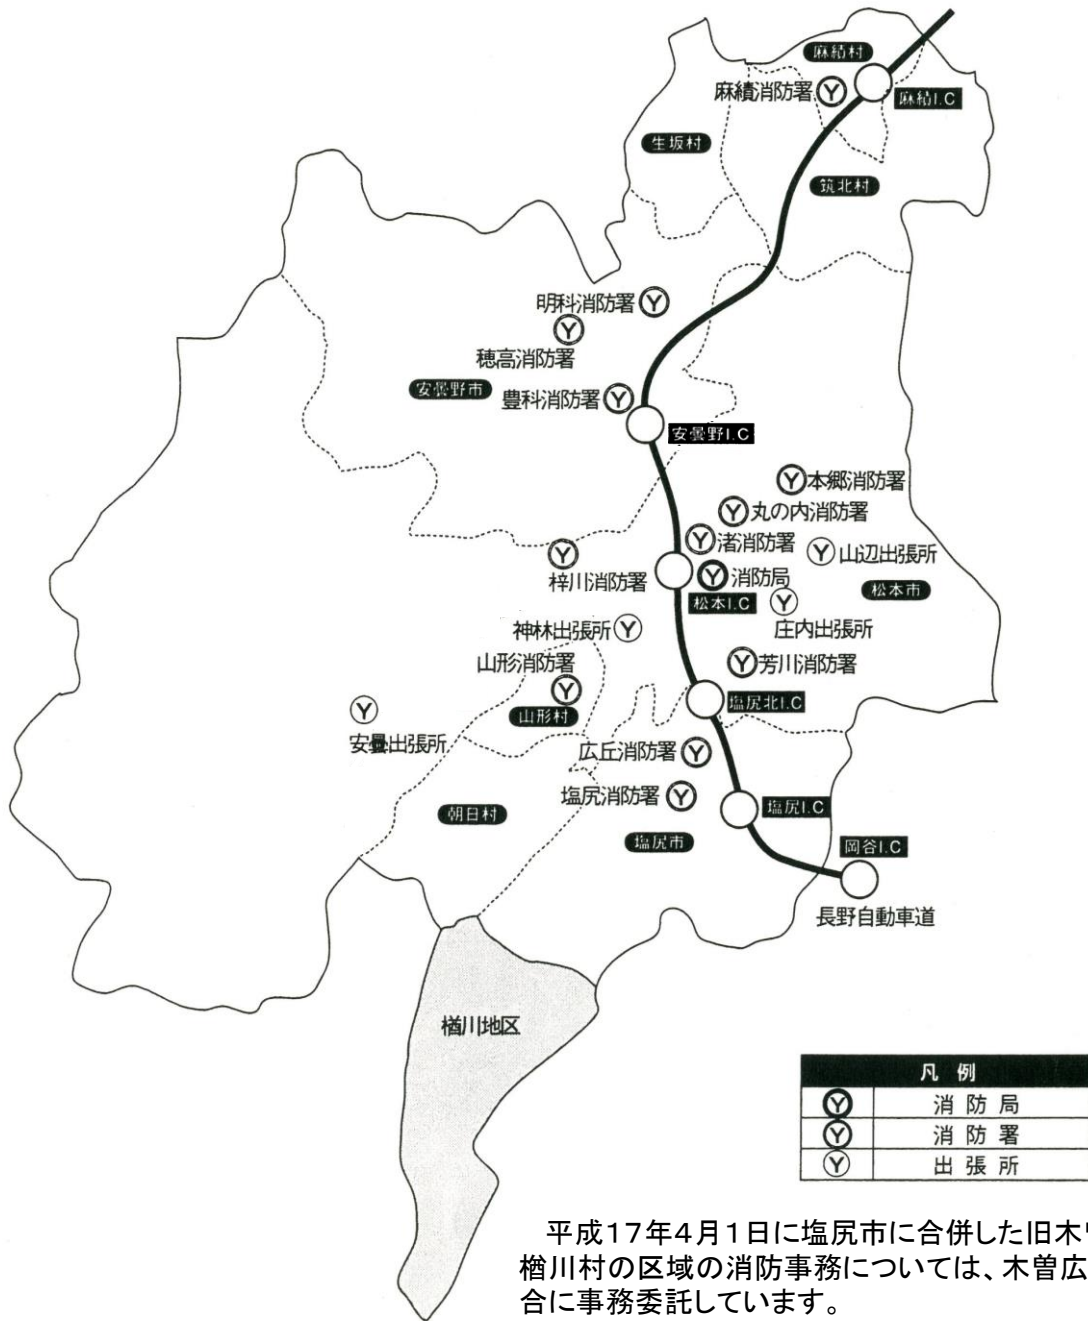 麻績村
麻績消防署
麻績I.C
生坂村
筑北村
明科消防署
穂高消防署
安曇野市
豊科消防署
安曇野I.C
本郷消防署
丸の内消防署
渚消防署
山辺出張所
梓川消防署
消防局
松本I.C
松本市
庄内出張所
神林出張所
山形消防署
芳川消防署
塩尻北I.C
山形村
安曇出張所
広丘消防署
塩尻消防署
朝日村
塩尻I.C
塩尻市
岡谷I.C
長野自動車道
楢川地区
凡例
消防局
消防署
出張所
平成17年4月1日に塩尻市に合併した旧木
楢川村の区域の消防事務については、木曽広
合に事務委託しています。